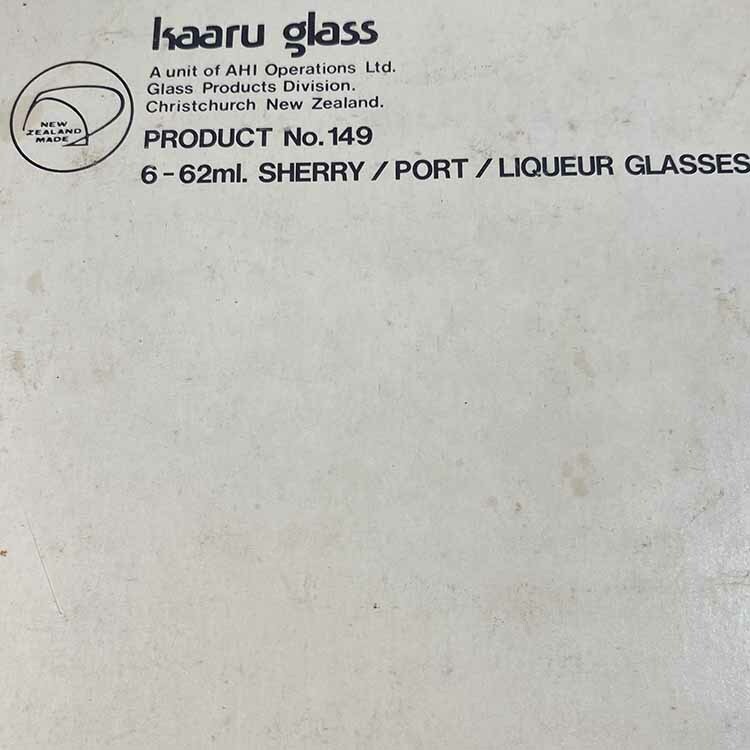 kaaru glass
A unit of AHI Operations Ltd.
Glass Products Division.
Christchurch New Zealand.
NEW
ZEALAND
MADE
PRODUCT No. 149
6-62ml. SHERRY / PORT / LIQUEUR GLASSES